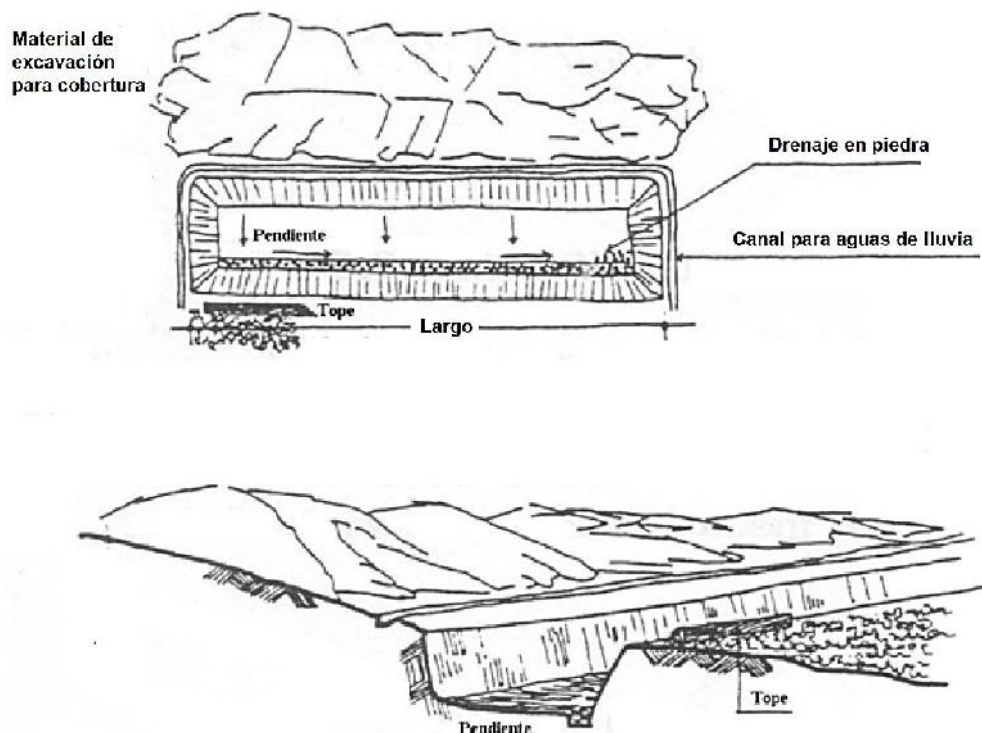 Material de
excavación
para cobertura
Drenaje en piedra
Pendiente
Canal para aguas de lluvia
Tope
Largo
Tope
Pendiente